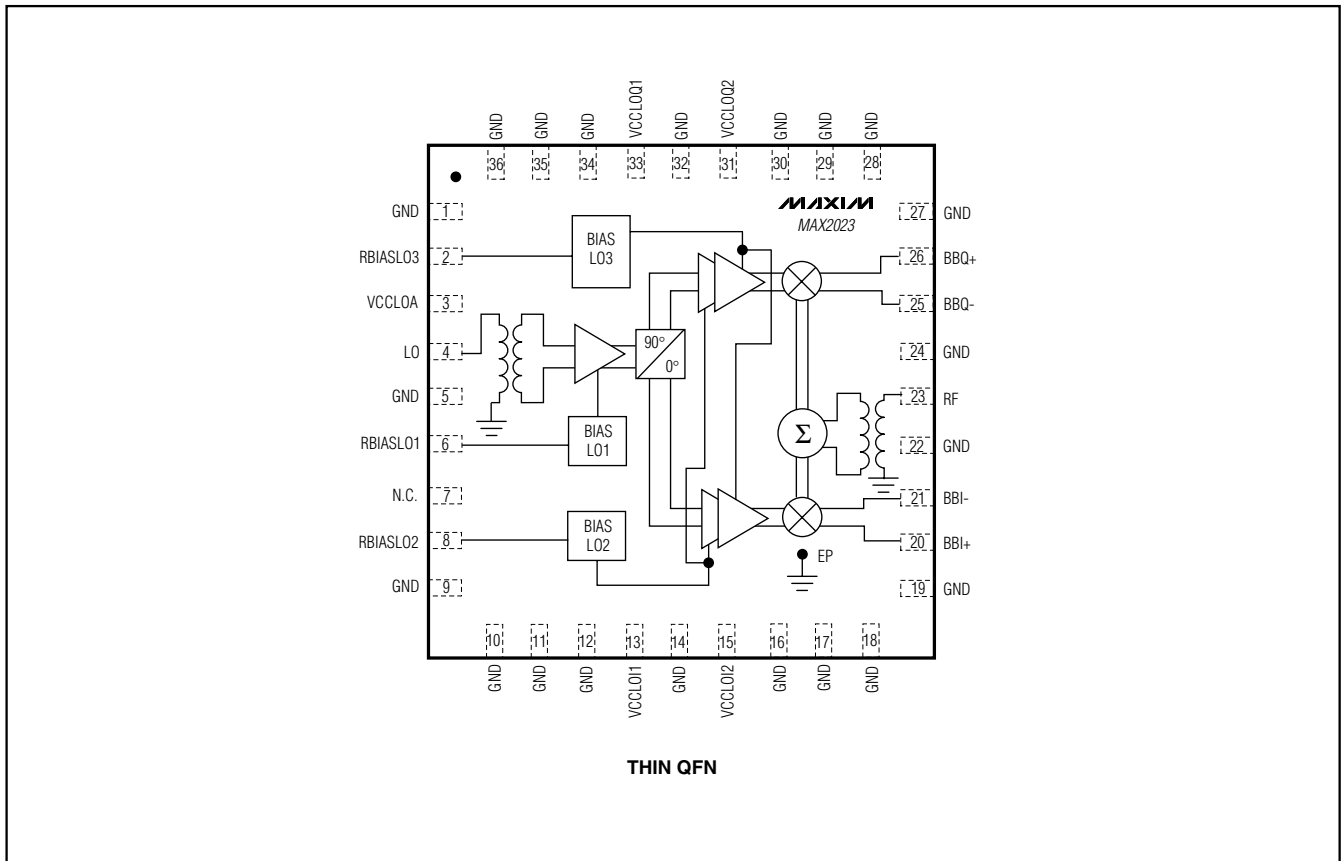 GND GND GND VCCLOQ1 GND VCCLOQ2 GND GND GND
36 35 34 33 32 31 30 29 28
MAXIM
MAX2023
GND 1
RBIASLO3 2
VCCLOA 3
LO 4
GND 5
RBIASLO1 6
N.C. 7
RBIASLO2 8
GND 9
BIAS
LO3
90°
0°
BIAS
LO1
Σ
BIAS
LO2
EP
27 GND
26 BBQ+
25 BBQ-
24 GND
23 RF
22 GND
21 BBI-
20 BBI+
19 GND
10 11 12 13 14 15 16 17 18
GND GND GND VCCLOI1 GND VCCLOI2 GND GND GND
THIN QFN